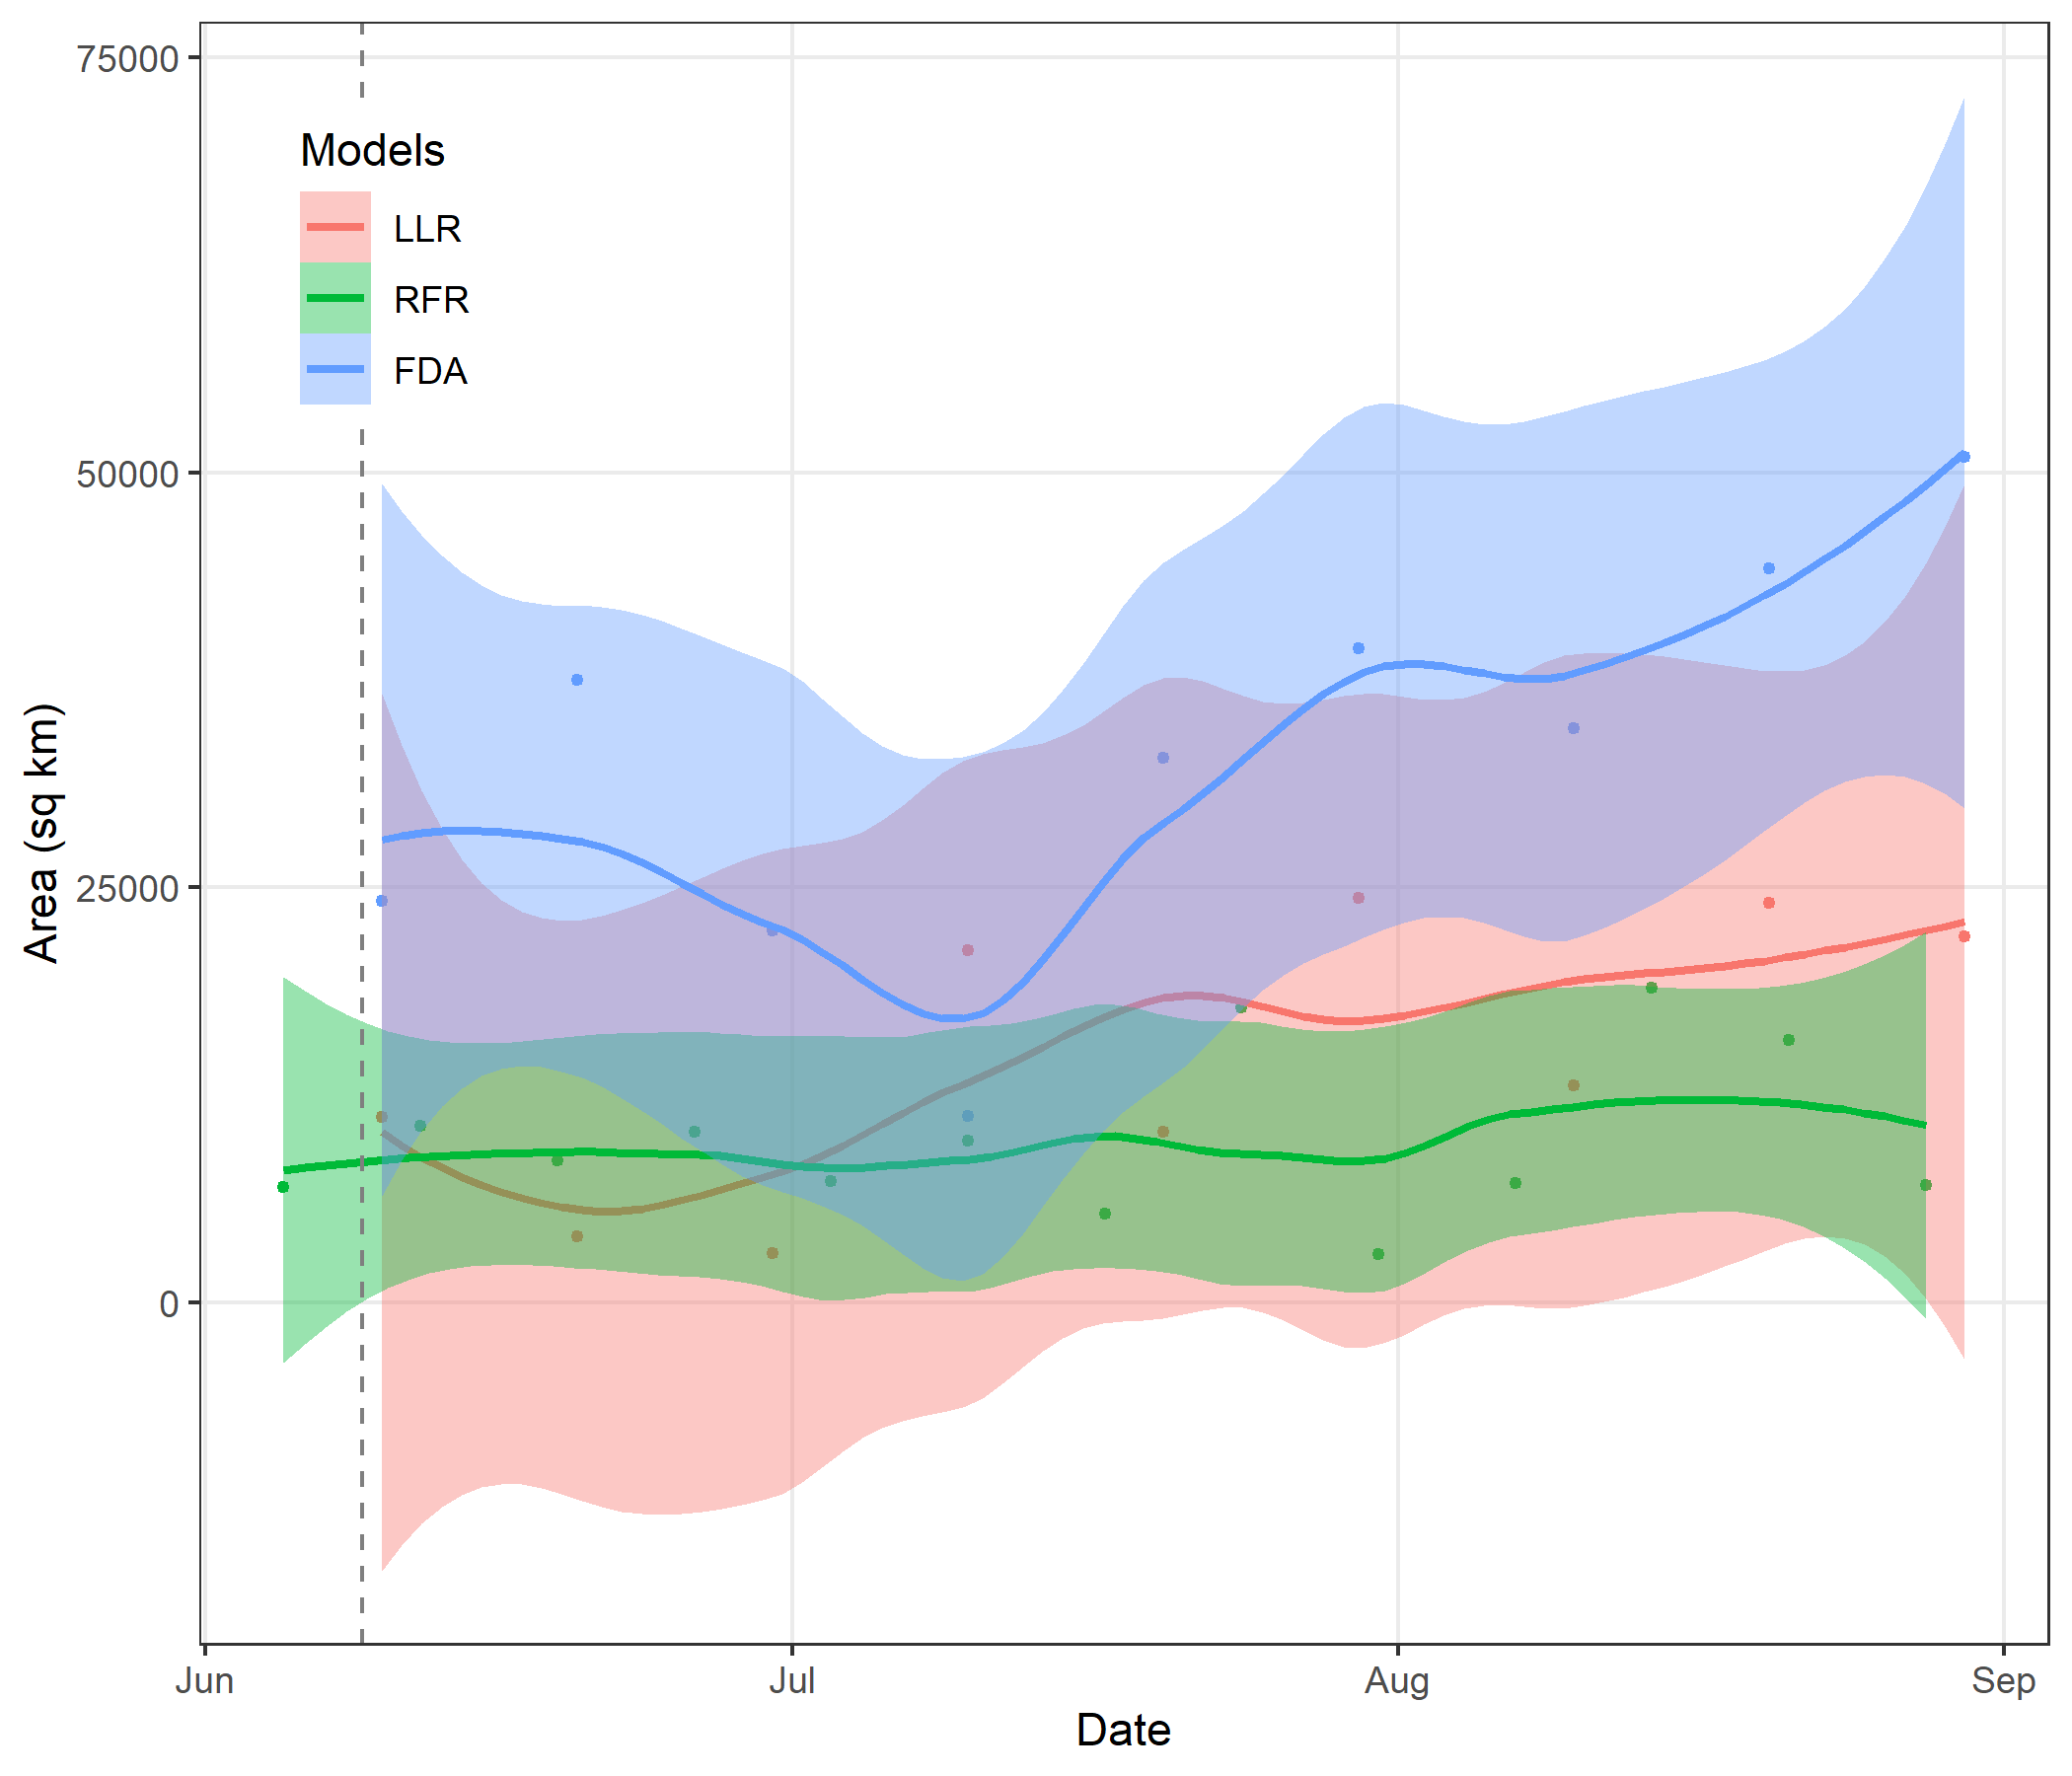 75000
50000
25000
0
Area (sq km)
Models
LLR
RFR
FDA
Jun
Jul
Aug
Sep
Date